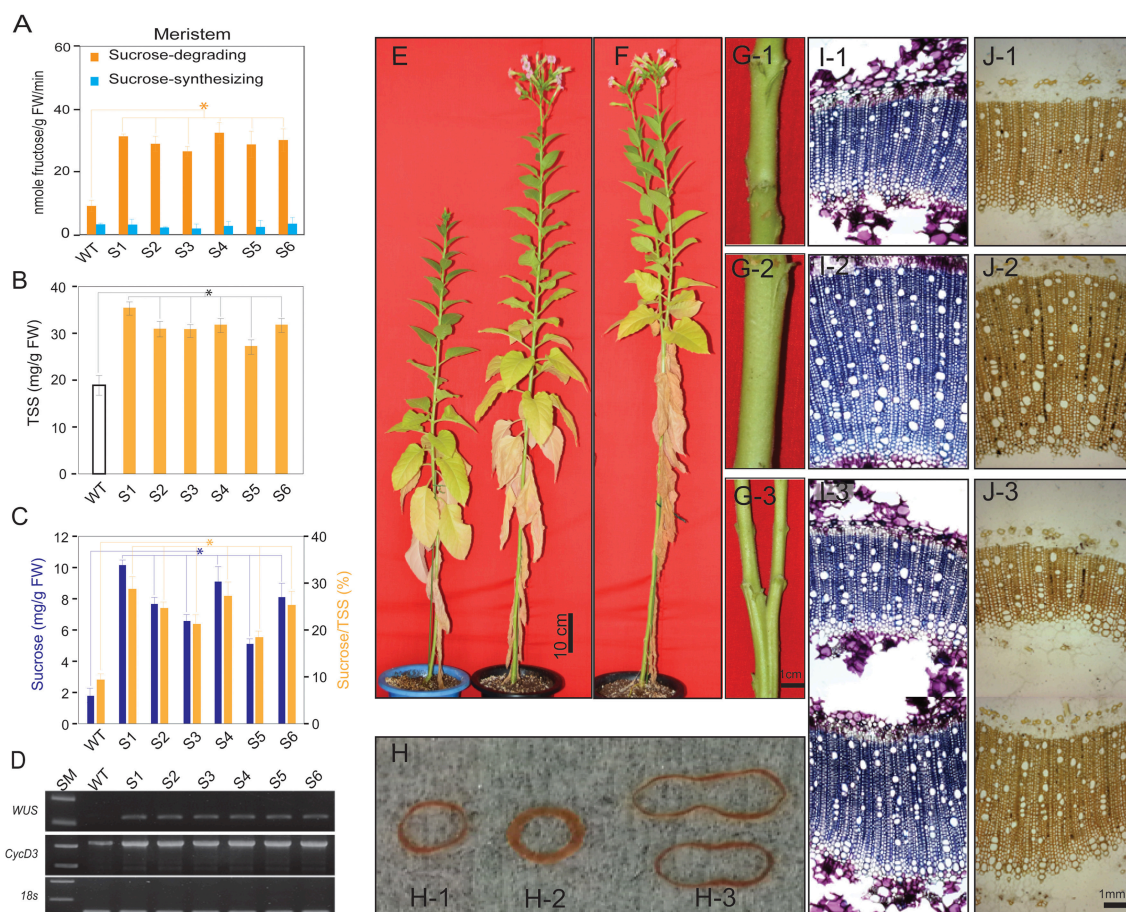 A
Meristem
Sucrose-degrading
Sucrose-synthesizing
nmole fructose/g FW/min
60
40
20
0
*
WT S1 S2 S3 S4 S5 S6
B
TSS (mg/g FW)
40
30
20
10
0
*
WT S1 S2 S3 S4 S5 S6
C
Sucrose (mg/g FW)
12
10
8
6
4
2
0
*
*
Sucrose/TSS (%)
40
30
20
10
0
WT S1 S2 S3 S4 S5 S6
D
SM WT S1 S2 S3 S4 S5 S6
WUS
CycD3
18s
E
10 cm
F
G-1
G-2
G-3
1cm
H
H-1 H-2 H-3
I-1
I-2
I-3
J-1
J-2
J-3
1mm